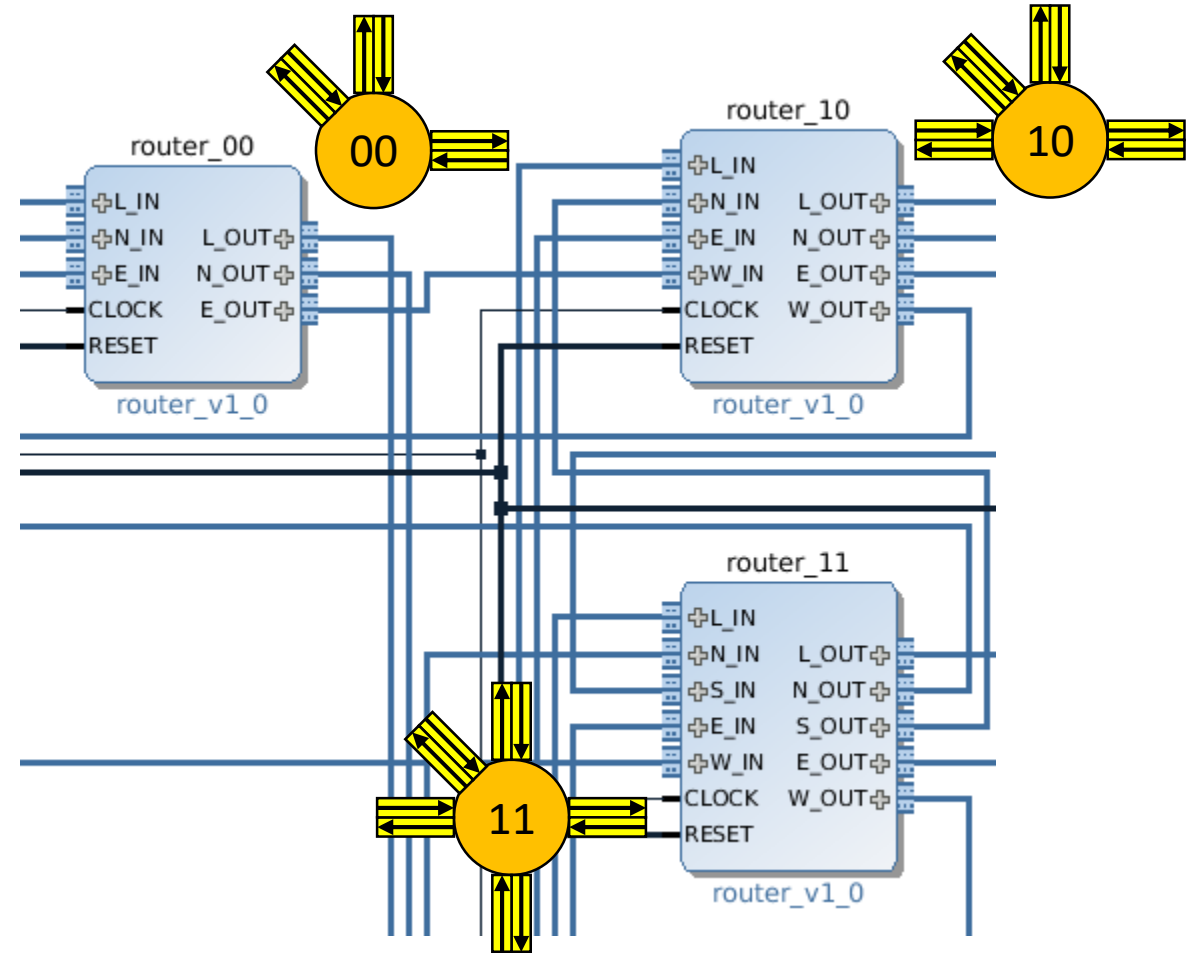 00
10
router_00
L_IN
N_IN
E_IN
CLOCK
RESET
L_OUT
N_OUT
E_OUT
router_v1_0
router_10
L_IN
N_IN
E_IN
W_IN
CLOCK
RESET
L_OUT
N_OUT
E_OUT
W_OUT
router_v1_0
router_11
L_IN
N_IN
S_IN
E_IN
W_IN
CLOCK
RESET
L_OUT
N_OUT
S_OUT
E_OUT
W_OUT
router_v1_0
11